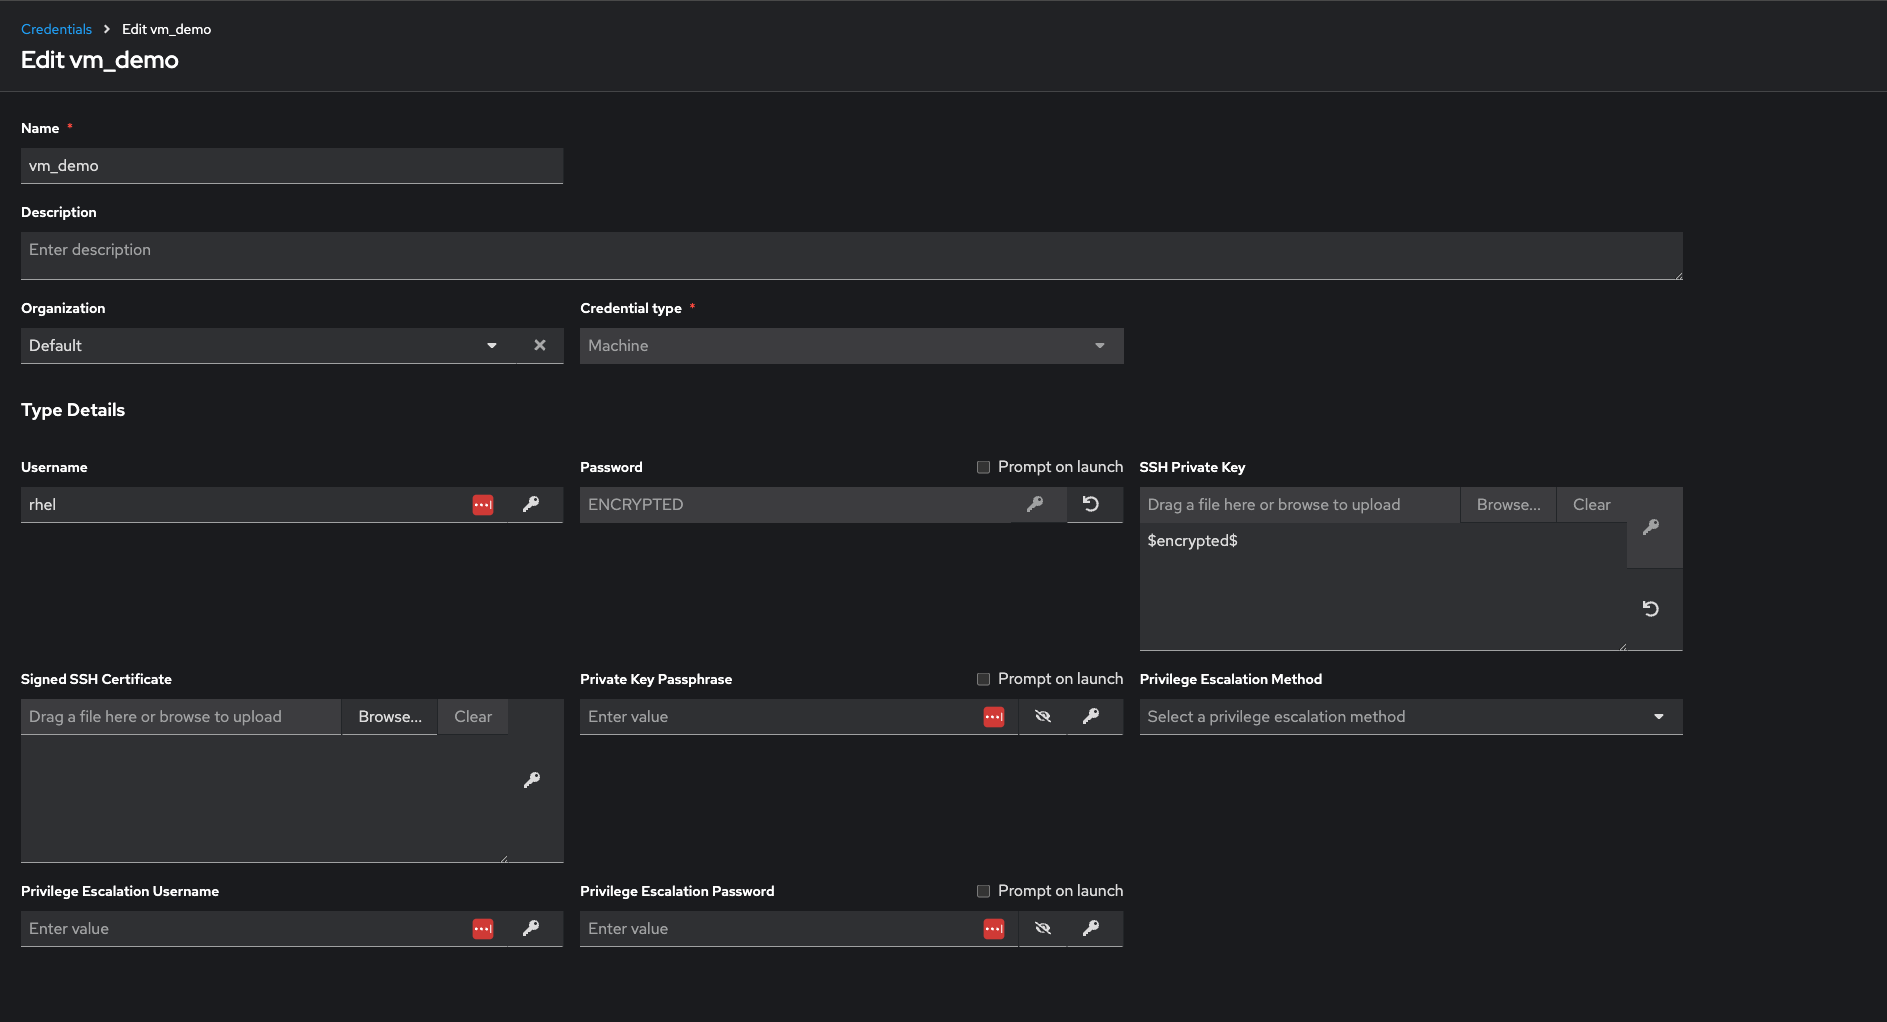 Credentials > Edit vm_demo
Edit vm_demo
Name *
vm_demo
Description
Enter description
Organization
Credential type *
Default
Machine
Type Details
Username
Password
Prompt on launch
SSH Private Key
rhel
ENCRYPTED
Drag a file here or browse to upload
Browse...
Clear
$encrypted$
Signed SSH Certificate
Private Key Passphrase
Prompt on launch
Privilege Escalation Method
Drag a file here or browse to upload
Browse...
Clear
Enter value
Select a privilege escalation method
Privilege Escalation Username
Privilege Escalation Password
Prompt on launch
Enter value
Enter value